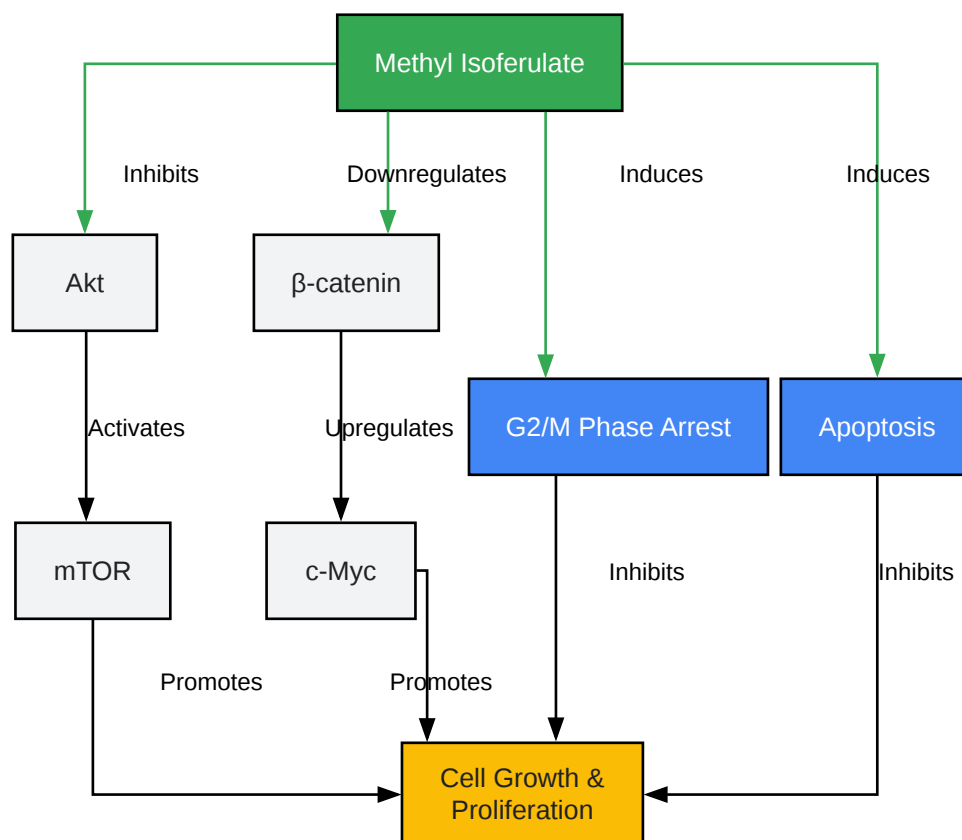 Methyl Isoferulate
Inhibits
Downregulates
Induces
Induces
Akt
β-catenin
G2/M Phase Arrest
Apoptosis
Activates
Upregulates
mTOR
c-Myc
Inhibits
Inhibits
Promotes
Promotes
Cell Growth &
Proliferation